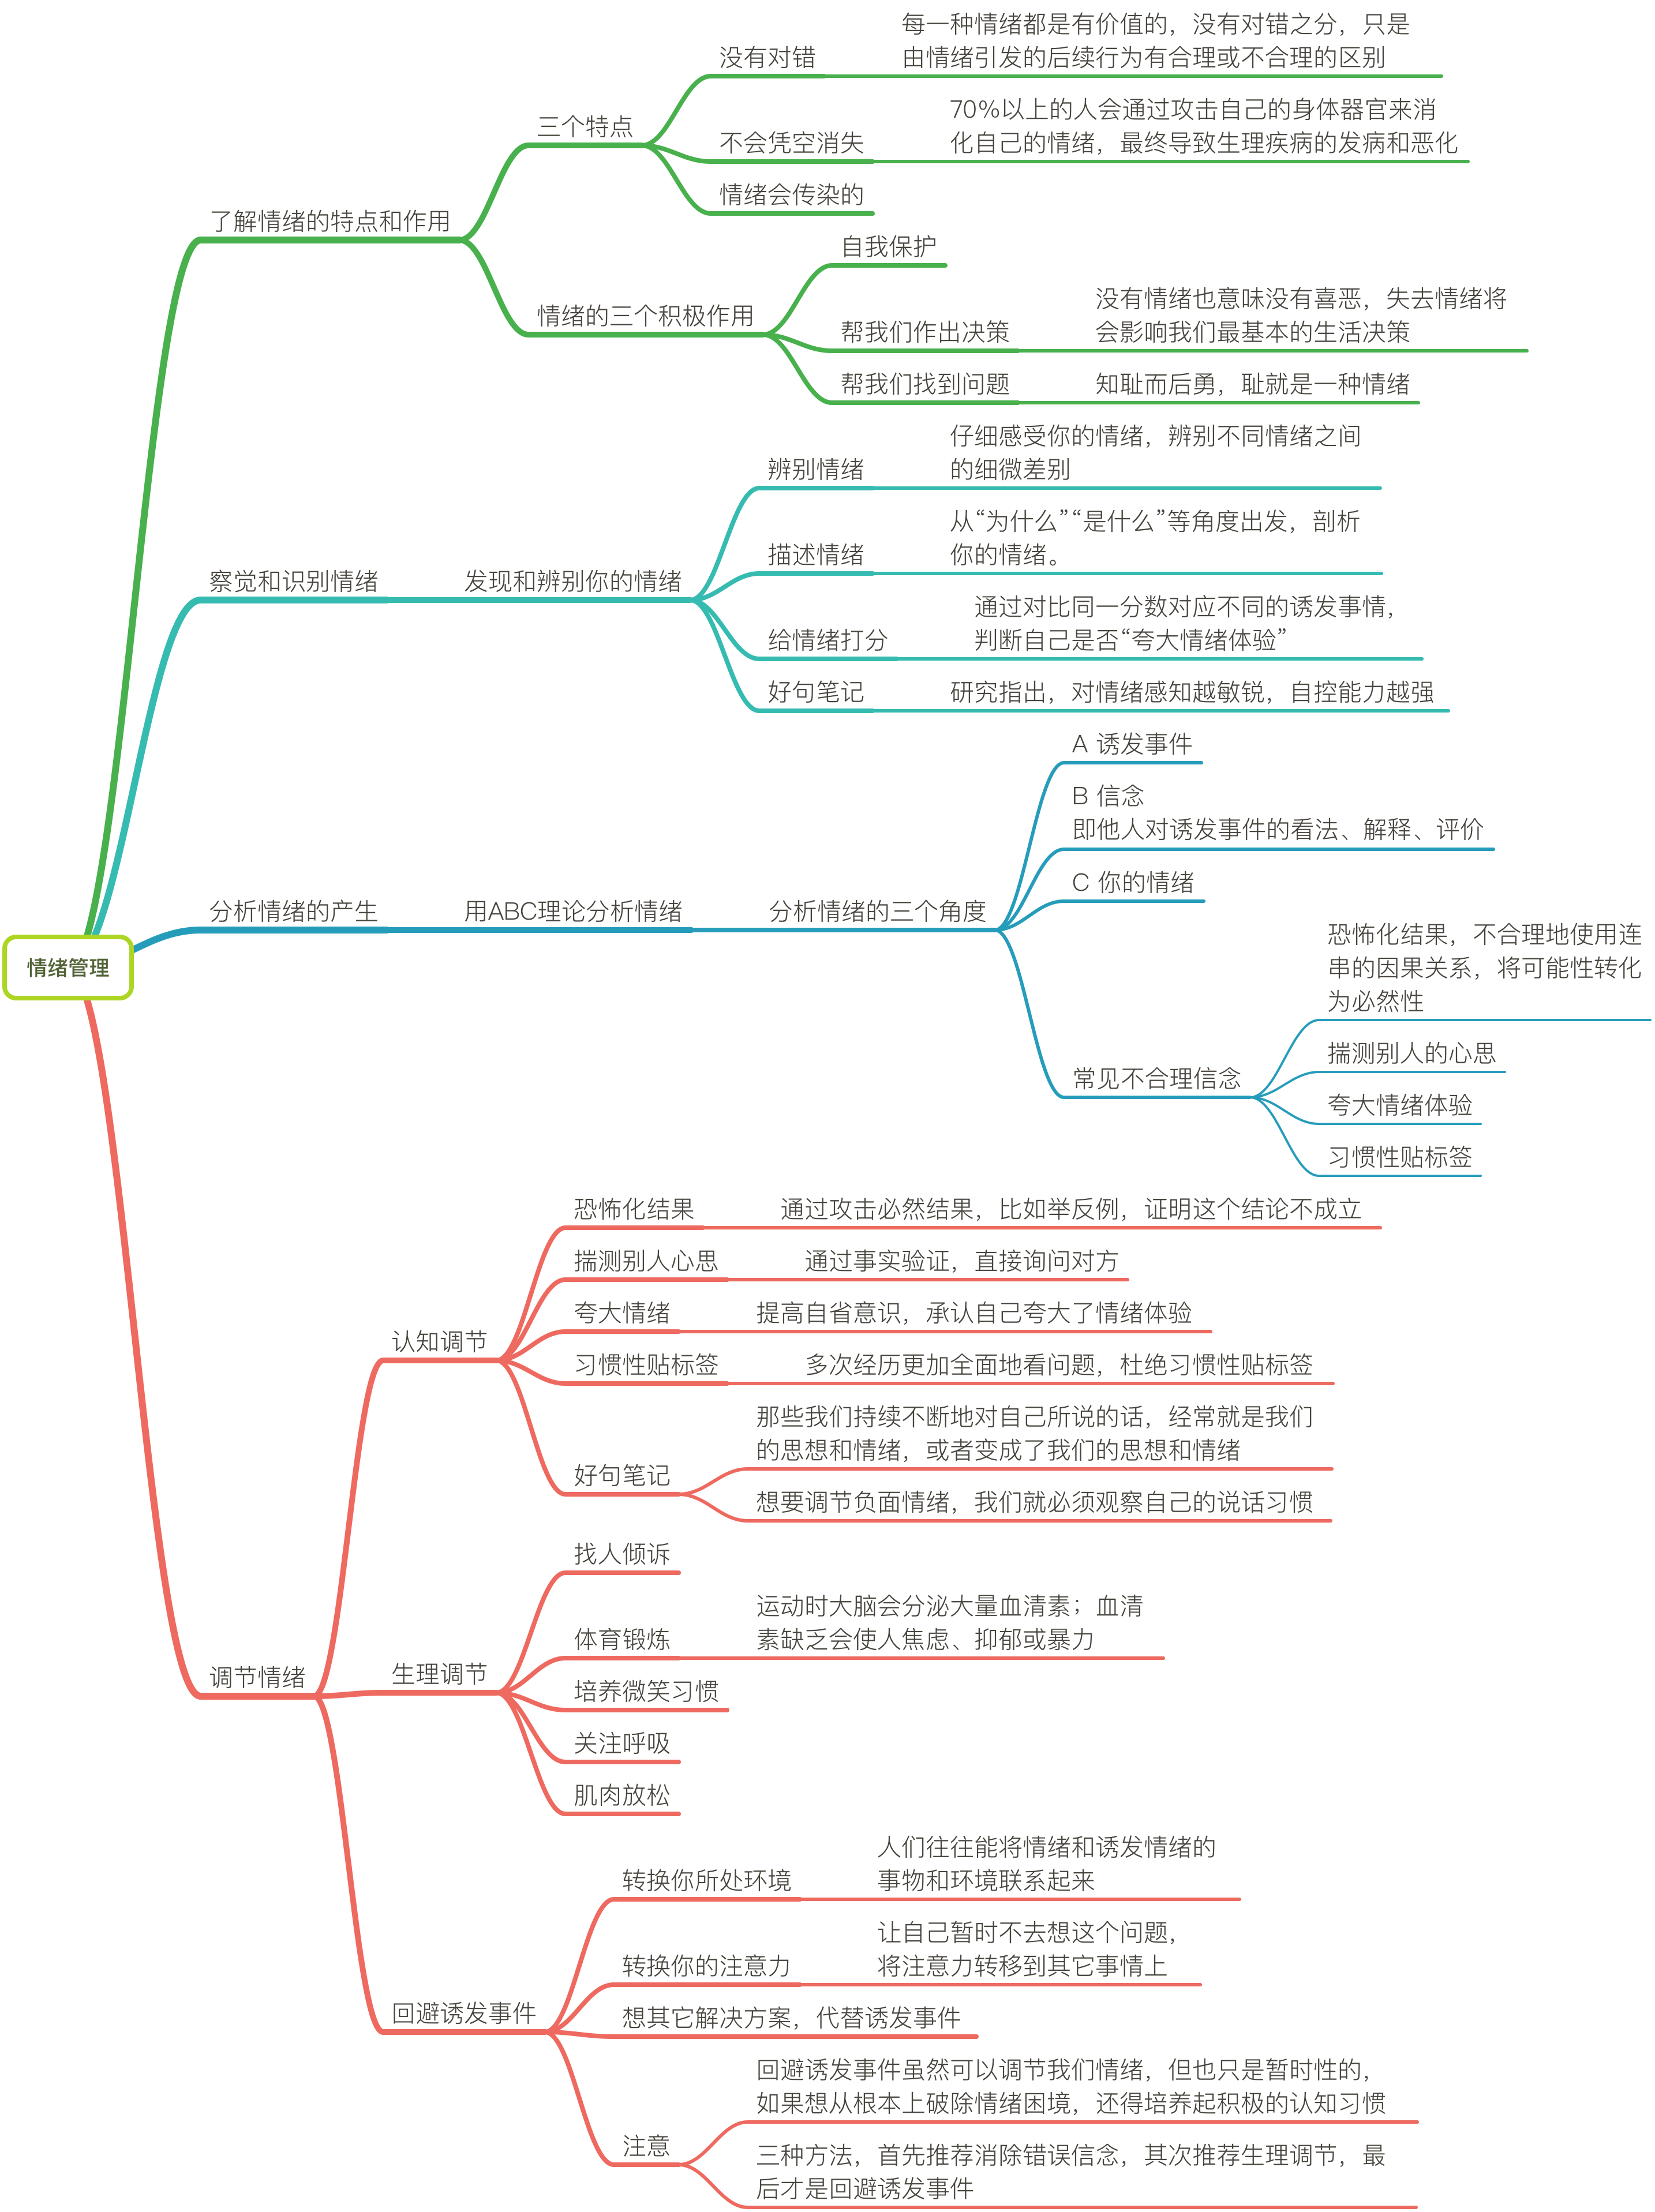 情绪管理
了解情绪的特点和作用
三个特点
没有对错
每一种情绪都是有价值的，没有对错之分，只是
由情绪引发的后续行为有合理或不合理的区别
不会凭空消失
70%以上的人会通过攻击自己的身体器官来消
化自己的情绪，最终导致生理疾病的发病和恶化
情绪会传染的
情绪的三个积极作用
自我保护
帮我们作出决策
没有情绪也意味没有喜恶，失去情绪将
会影响我们最基本的生活决策
帮我们找到问题
知耻而后勇，耻就是一种情绪
察觉和识别情绪
发现和辨别你的情绪
辨别情绪
仔细感受你的情绪，辨别不同情绪之间
的细微差别
描述情绪
从“为什么”“是什么”等角度出发，剖析
你的情绪。
给情绪打分
通过对比同一分数对应不同的诱发事情，
判断自己是否“夸大情绪体验”
好句笔记
研究指出，对情绪感知越敏锐，自控能力越强
分析情绪的产生
用ABC理论分析情绪
分析情绪的三个角度
A 诱发事件
B 信念
即他人对诱发事件的看法、解释、评价
C 你的情绪
常见不合理信念
恐怖化结果，不合理地使用连
串的因果关系，将可能性转化
为必然性
揣测别人的心思
夸大情绪体验
习惯性贴标签
调节情绪
认知调节
恐怖化结果
通过攻击必然结果，比如举反例，证明这个结论不成立
揣测别人心思
通过事实验证，直接询问对方
夸大情绪
提高自省意识，承认自己夸大了情绪体验
习惯性贴标签
多次经历更加全面地看问题，杜绝习惯性贴标签
好句笔记
那些我们持续不断地对自己所说的话，经常就是我们
的思想和情绪，或者变成了我们的思想和情绪
想要调节负面情绪，我们就必须观察自己的说话习惯
生理调节
找人倾诉
体育锻炼
运动时大脑会分泌大量血清素；血清
素缺乏会使人焦虑、抑郁或暴力
培养微笑习惯
关注呼吸
肌肉放松
回避诱发事件
转换你所处环境
人们往往能将情绪和诱发情绪的
事物和环境联系起来
转换你的注意力
让自己暂时不去想这个问题，
将注意力转移到其它事情上
想其它解决方案，代替诱发事件
注意
回避诱发事件虽然可以调节我们情绪，但也只是暂时性的，
如果想从根本上破除情绪困境，还得培养起积极的认知习惯
三种方法，首先推荐消除错误信念，其次推荐生理调节，最
后才是回避诱发事件